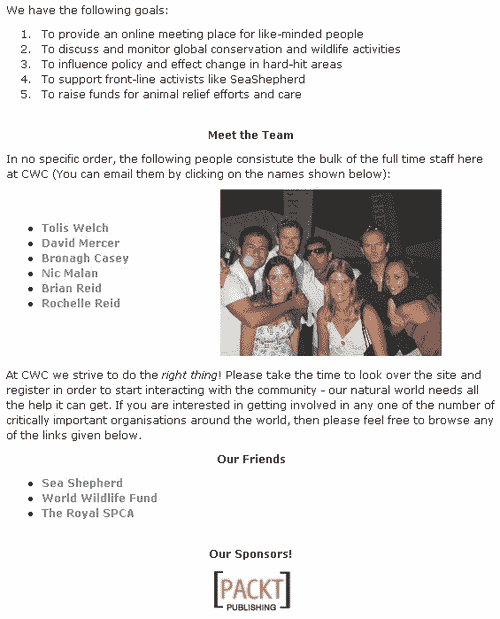 We have the following goals:
1. To provide an online meeting place for like-minded people
2. To discuss and monitor global conservation and wildlife activities
3. To influence policy and effect change in hard-hit areas
4. To support front-line activists like SeaShepherd
5. To raise funds for animal relief efforts and care
Meet the Team
In no specific order, the following people consistute the bulk of the full time staff here
at CWC (You can email them by clicking on the names shown below):
• Tolis Welch
• David Mercer
• Bronagh Casey
• Nic Malan
• Brian Reid
• Rochelle Reid
At CWC we strive to do the right thing! Please take the time to look over the site and
register in order to start interacting with the community - our natural world needs all
the help it can get. If you are interested in getting involved in any one of the number of
critically important organisations around the world, then please feel free to browse any
of the links given below.
Our Friends
• Sea Shepherd
• World Wildlife Fund
• The Royal SPCA
Our Sponsors!
[PACKT]
PUBLISHING